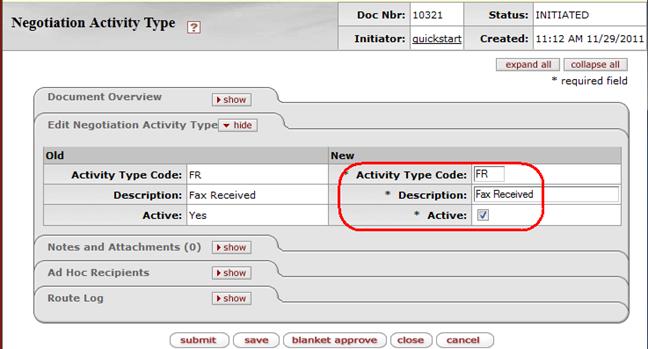 Negotiation Activity Type ?
Doc Nbr: 10321 Status: INITIATED
Initiator: quickstart Created: 11:12 AM 11/29/2011
expand all collapse all
* required field
Document Overview show
Edit Negotiation Activity Type hide
Old New
Activity Type Code: FR * Activity Type Code: FR
Description: Fax Received * Description: Fax Received
Active: Yes * Active:
Notes and Attachments (0) show
Ad Hoc Recipients show
Route Log show
submit save blanket approve close cancel